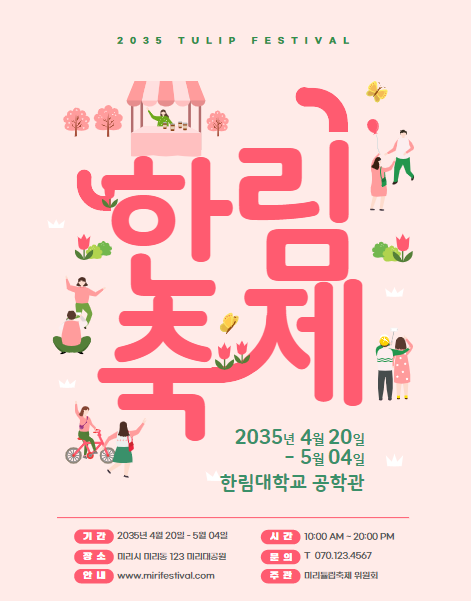 2035 TULIP FESTIVAL
한림
축제
2035년 4월 20일
- 5월 04일
한림대학교 공학관
기 간 2035년 4월 20일 - 5월 04일
시 간 10:00 AM ~ 20:00 PM
장 소 미리시 미리동 123 미리대공원
문 의 T 070.123.4567
안 내 www.mirifestival.com
주 관 미리튤립축제 위원회